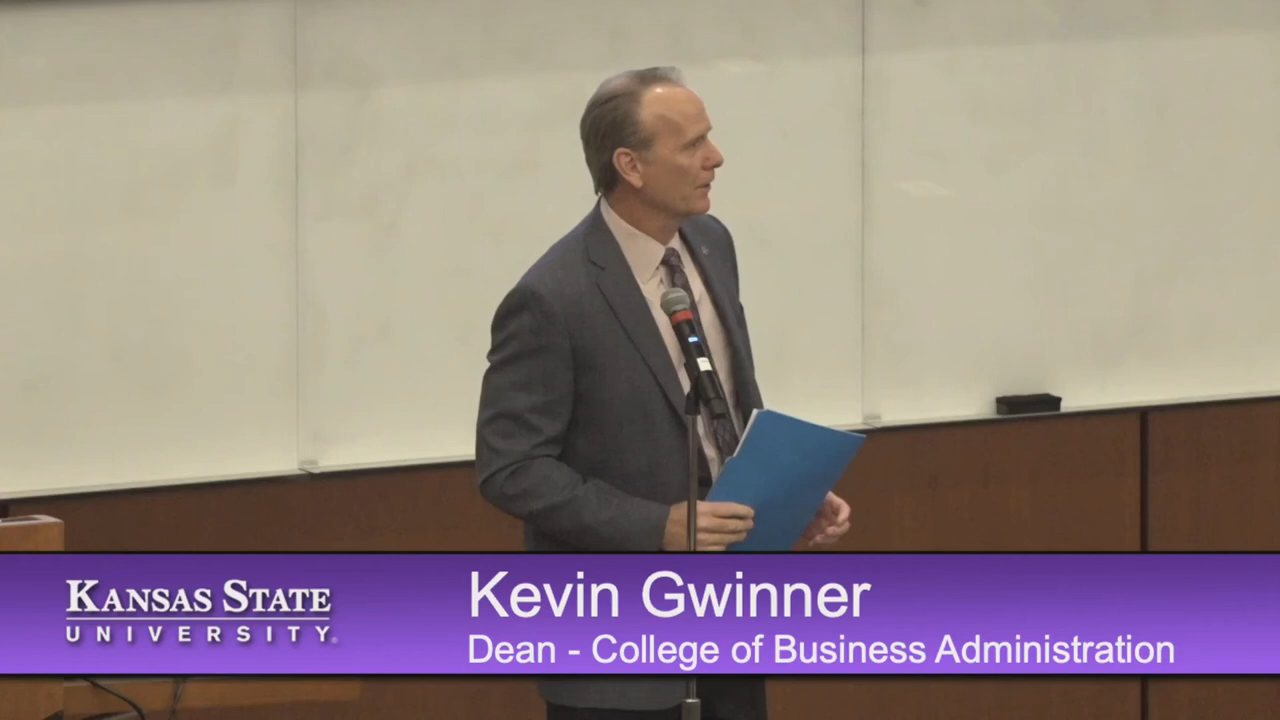 KANSAS STATE
UNIVERSITY®
Kevin Gwinner
Dean - College of Business Administration